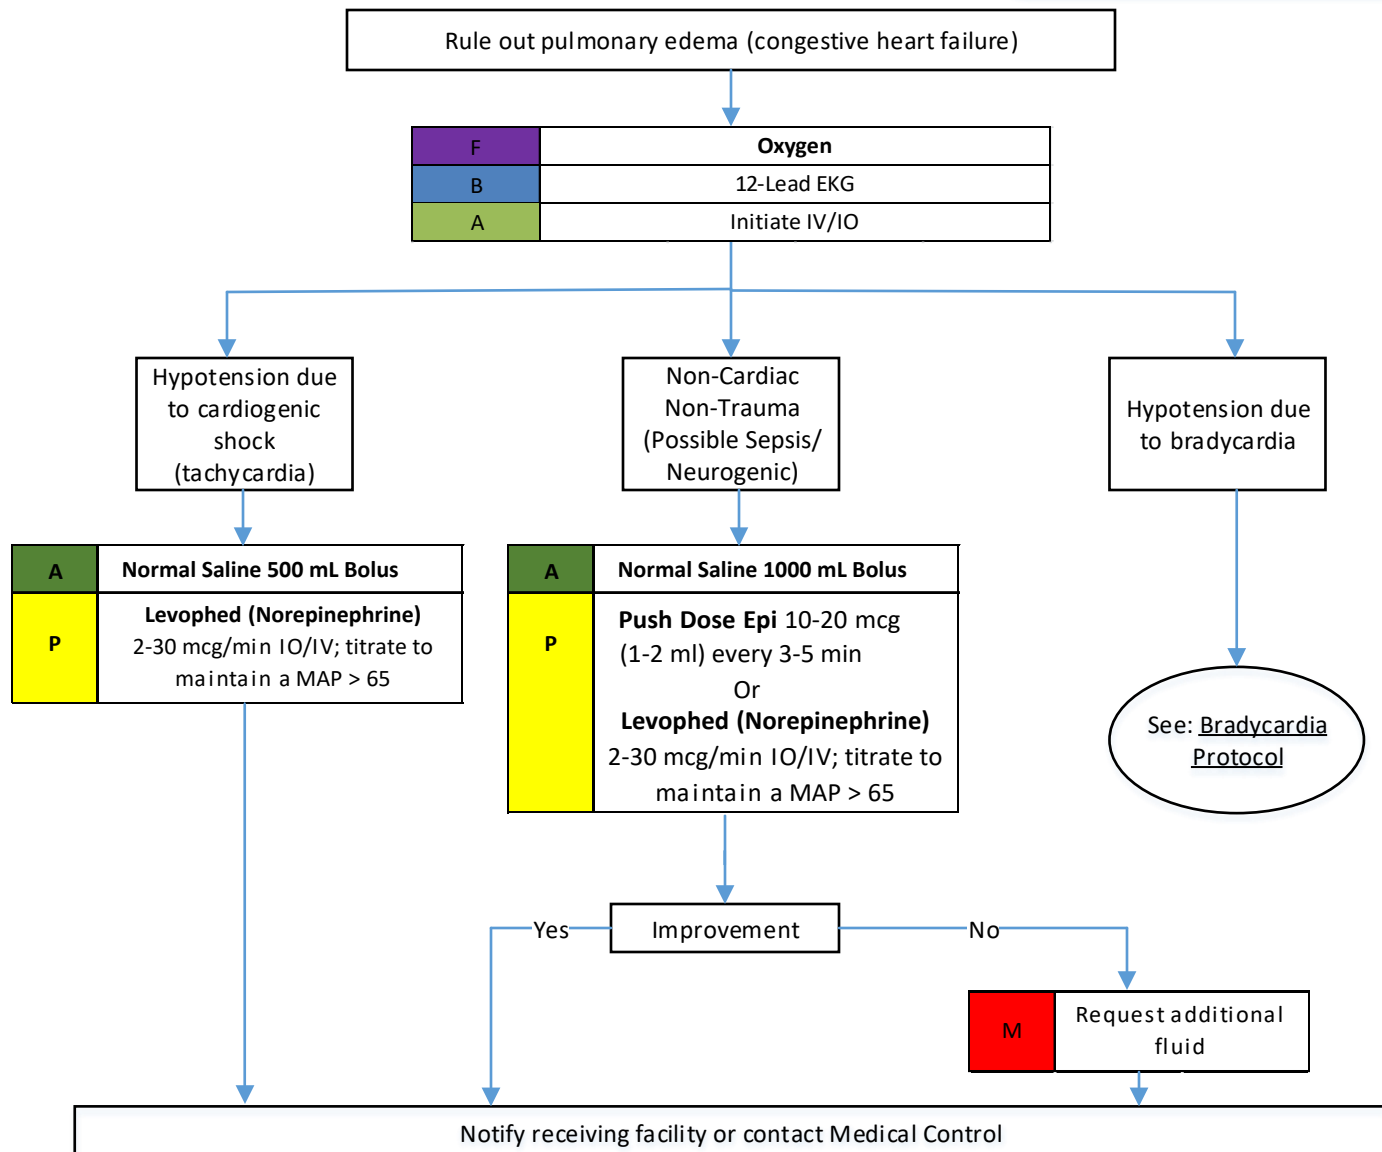 Rule out pulmonary edema (congestive heart failure)
F
Oxygen
B
12-Lead EKG
A
Initiate IV/IO
Hypotension due
to cardiogenic
shock
(tachycardia)
Non-Cardiac
Non-Trauma
(Possible Sepsis/
Neurogenic)
Hypotension due
to bradycardia
A
Normal Saline 500 mL Bolus
P
Levophed (Norepinephrine)
2-30 mcg/min IO/IV; titrate to
maintain a MAP > 65
A
Normal Saline 1000 mL Bolus
P
Push Dose Epi 10-20 mcg
(1-2 ml) every 3-5 min
Or
Levophed (Norepinephrine)
2-30 mcg/min IO/IV; titrate to
maintain a MAP > 65
See: Bradycardia
Protocol
Yes
Improvement
No
M
Request additional
fluid
Notify receiving facility or contact Medical Control